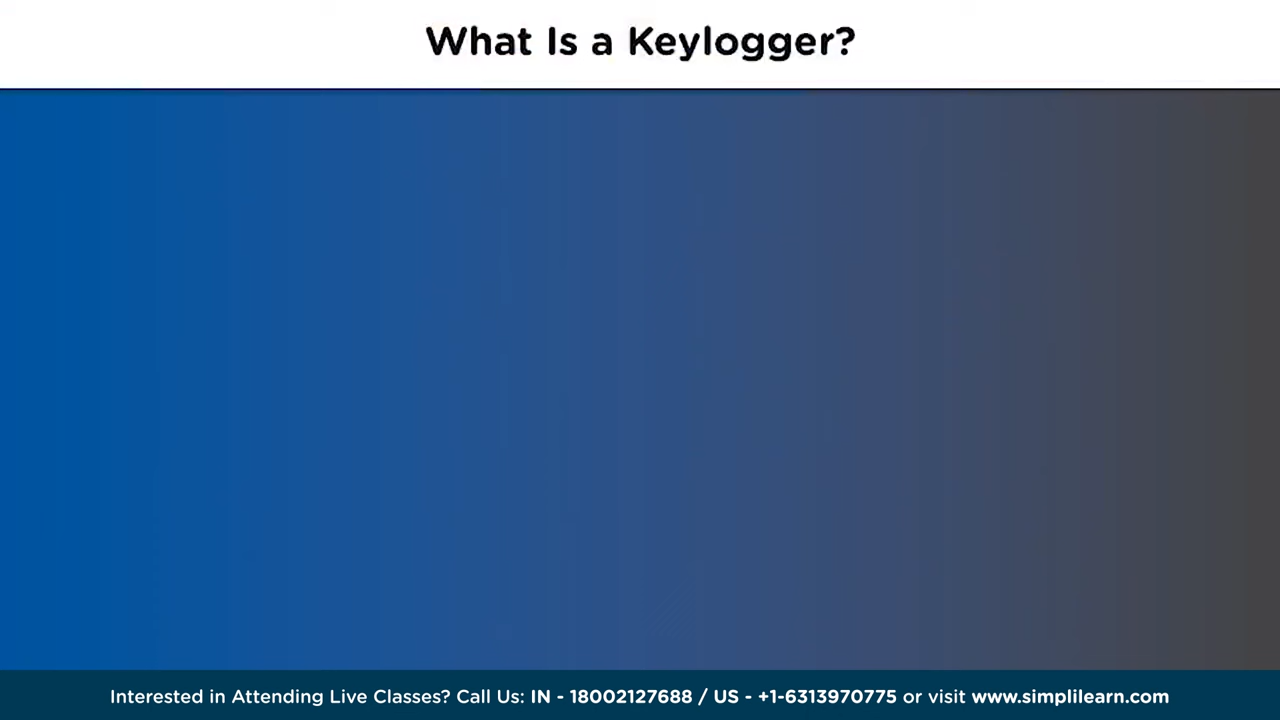 What Is a Keylogger?
Interested in Attending Live Classes? Call Us: IN - 18002127688 / US - +1-6313970775 or visit www.simplilearn.com